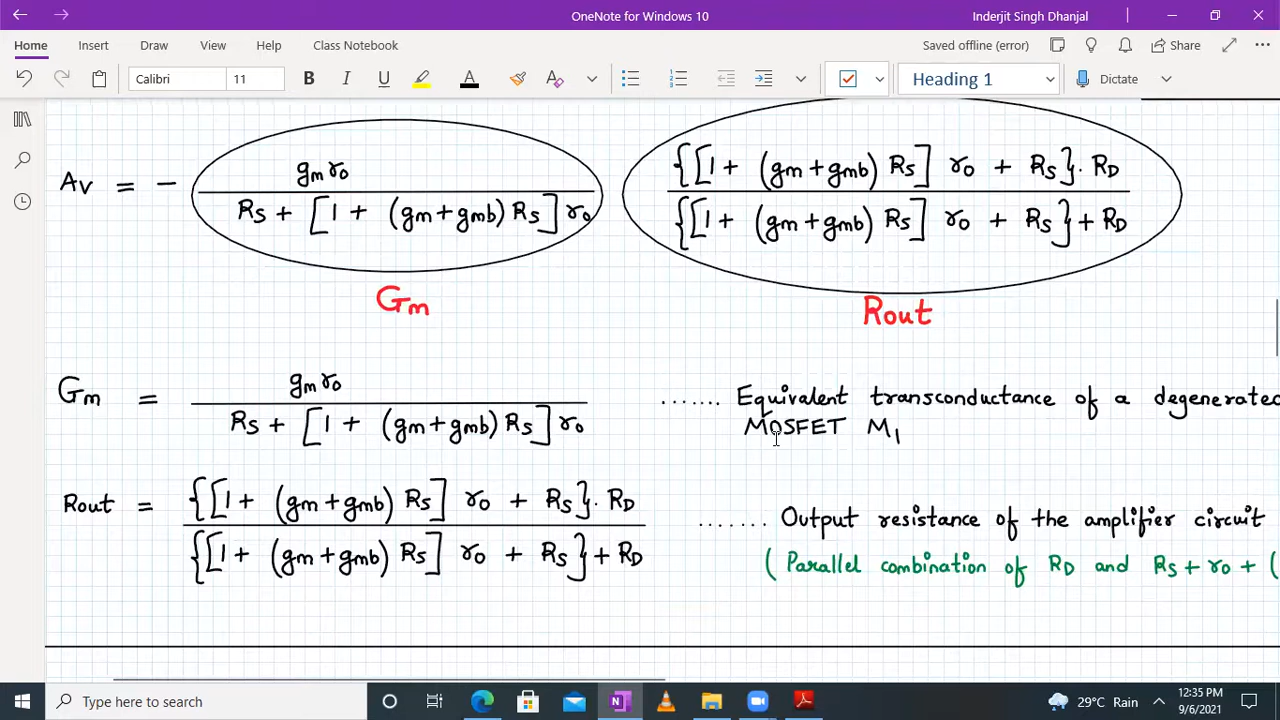 OneNote for Windows 10
Inderjit Singh Dhanjal
Home Insert Draw View Help Class Notebook
Saved offline (error)
Share
Calibri 11 B I U A Heading 1 Dictate
Av = - gm ro / Rs + [1 + (gm+gmb) Rs] ro {[1 + (gm+gmb) Rs] ro + Rs}. RD / {[1 + (gm+gmb) Rs] ro + Rs} + RD
Gm
Rout
Gm = gm ro / Rs + [1 + (gm+gmb) Rs] ro ....... Equivalent transconductance of a degenerated
MOSFET M1
Rout = {[1 + (gm+gmb) Rs] ro + Rs}. RD / {[1 + (gm+gmb) Rs] ro + Rs} + RD ....... Output resistance of the amplifier circuit
(Parallel combination of RD and Rs + ro + (
Type here to search
29°C Rain
12:35 PM
9/6/2021